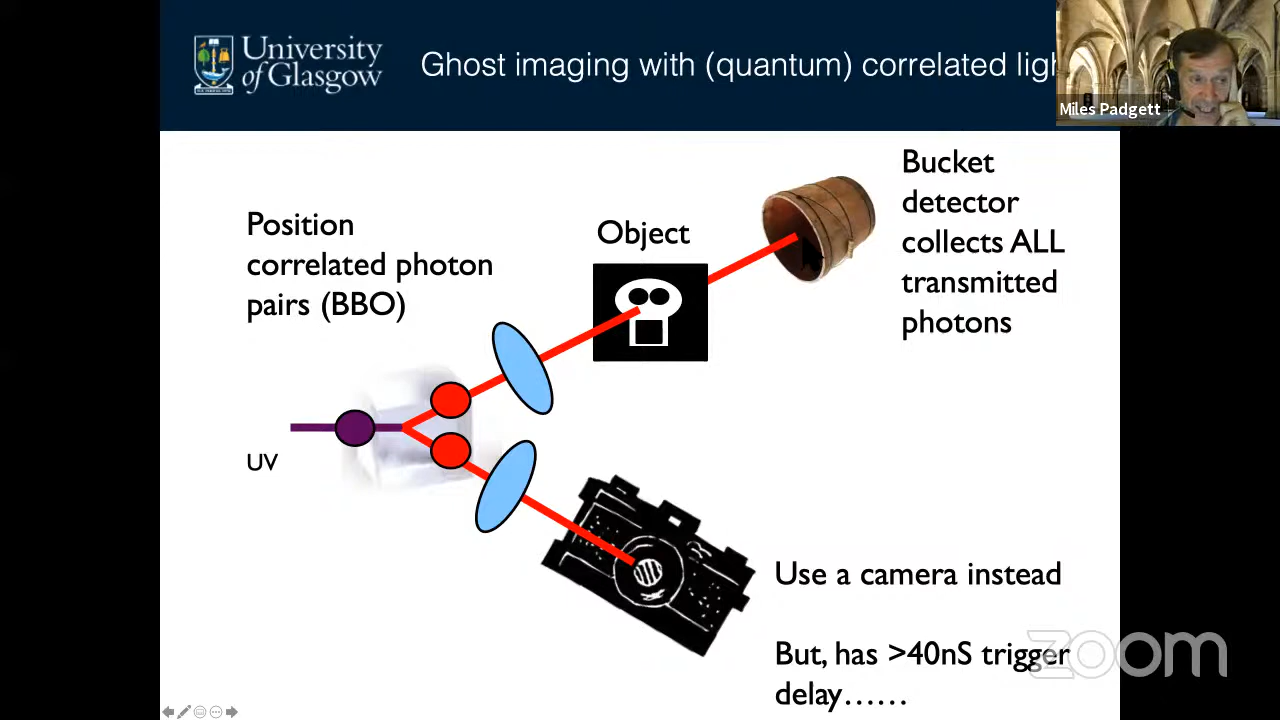 University
of Glasgow
Ghost imaging with (quantum) correlated
Miles Padgett
Position
correlated photon
pairs (BBO)
Object
Bucket
detector
collects ALL
transmitted
photons
UV
Use a camera instead
But, has >40nS trigger
delay……
zoom